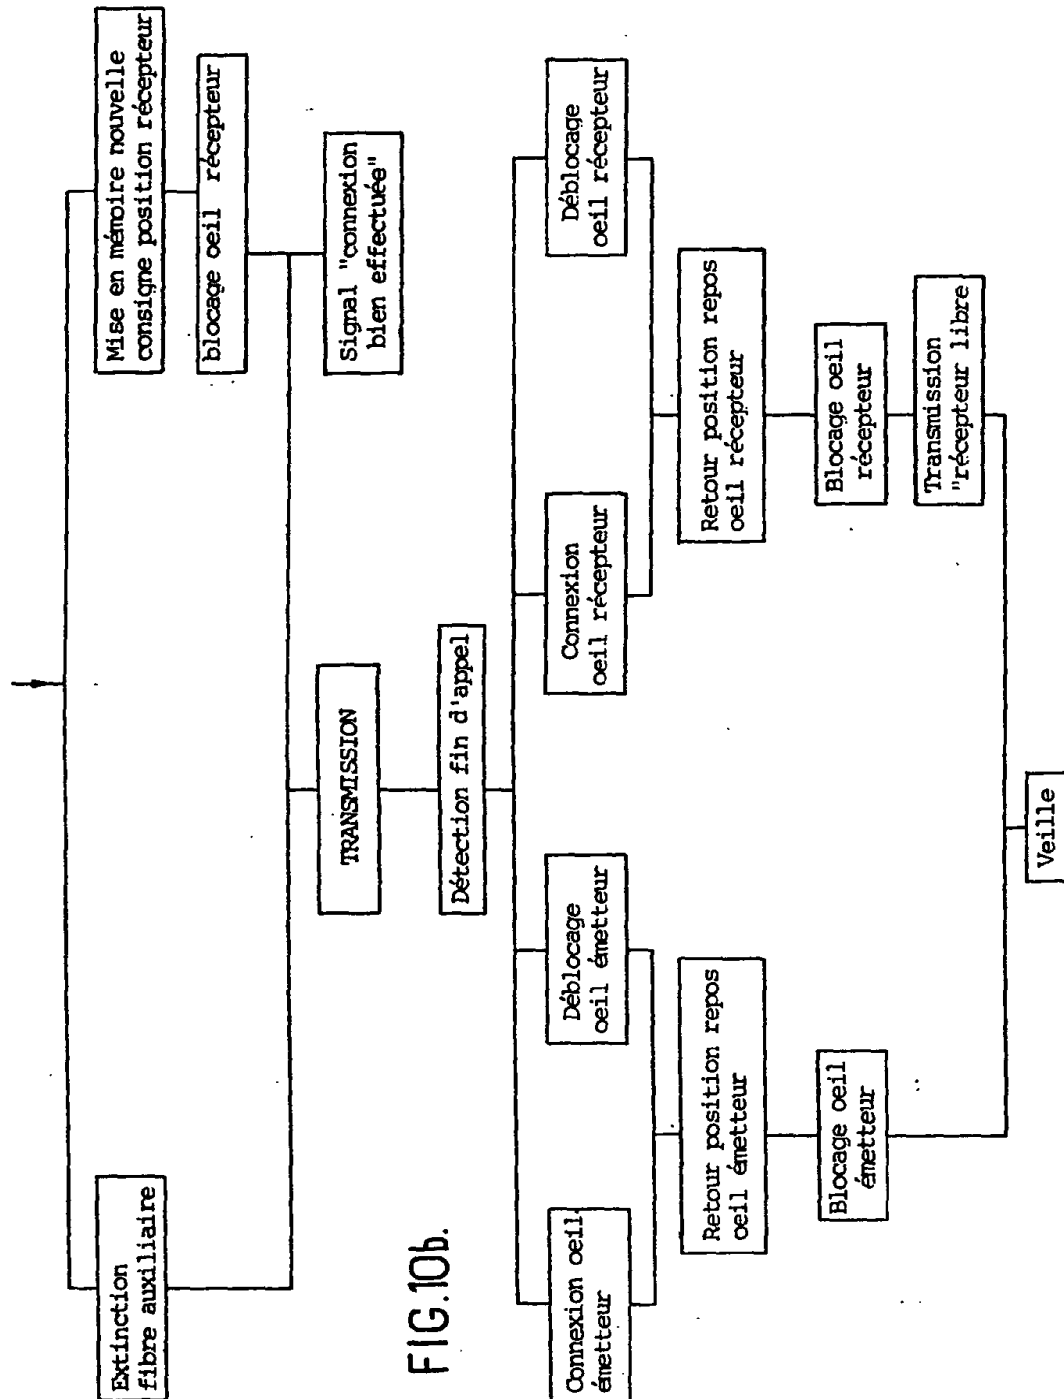 Extinction
fibre auxiliaire
Mise en mémoire nouvelle
consigne position récepteur
blocage oeil récepteur
Signal "connexion
bien effectuée"
TRANSMISSION
Détection fin d'appel
Connexion oeil
émetteur
Déblocage
oeil émetteur
Connexion
oeil récepteur
Déblocage
oeil récepteur
Retour position repos
oeil émetteur
Retour position repos
oeil récepteur
Blocage oeil
émetteur
Blocage oeil
récepteur
Transmission
"récepteur libre
Veille
FIG.10b.